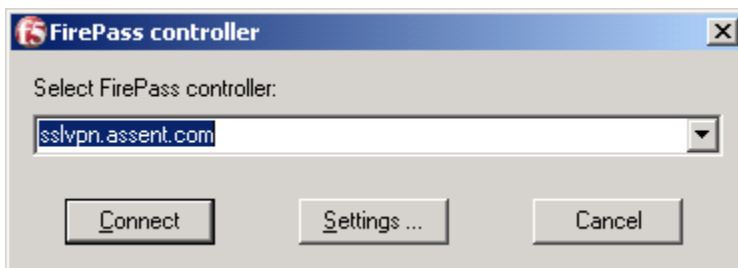 FirePass controller
Select FirePass controller:
sslvpn.assent.com
Connect Settings ... Cancel